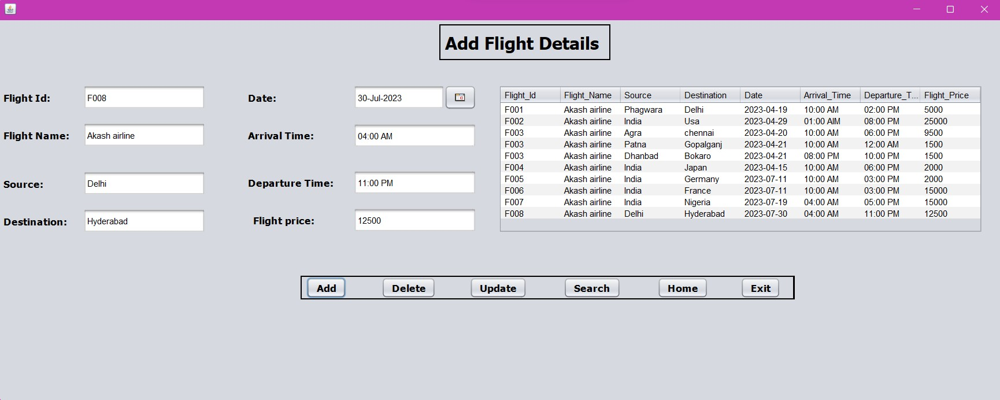 Add Flight Details
Flight Id: F008
Date: 30-Jul-2023
Flight Name: Akash airline
Arrival Time: 04:00 AM
Source: Delhi
Departure Time: 11:00 PM
Destination: Hyderabad
Flight price: 12500
Flight_Id Flight_Name Source Destination Date Arrival_Time Departure_T... Flight_Price
F001 Akash airline Phagwara Delhi 2023-04-19 10:00 AM 02:00 PM 5000
F002 Akash airline India Usa 2023-04-29 01:00 AIM 08:00 PM 25000
F003 Akash airline Agra chennai 2023-04-20 10:00 AM 06:00 PM 9500
F003 Akash airline Patna Gopalganj 2023-04-21 10:00 AM 12:00 AM 1500
F003 Akash airline Dhanbad Bokaro 2023-04-21 08:00 PM 10:00 PM 1500
F004 Akash airline India Japan 2023-04-15 10:00 AM 06:00 PM 2000
F005 Akash airline India Germany 2023-07-11 10:00 AM 03:00 PM 2000
F006 Akash airline India France 2023-07-11 10:00 AM 03:00 PM 15000
F007 Akash airline India Nigeria 2023-07-19 04:00 AM 05:00 PM 15000
F008 Akash airline Delhi Hyderabad 2023-07-30 04:00 AM 11:00 PM 12500
Add Delete Update Search Home Exit